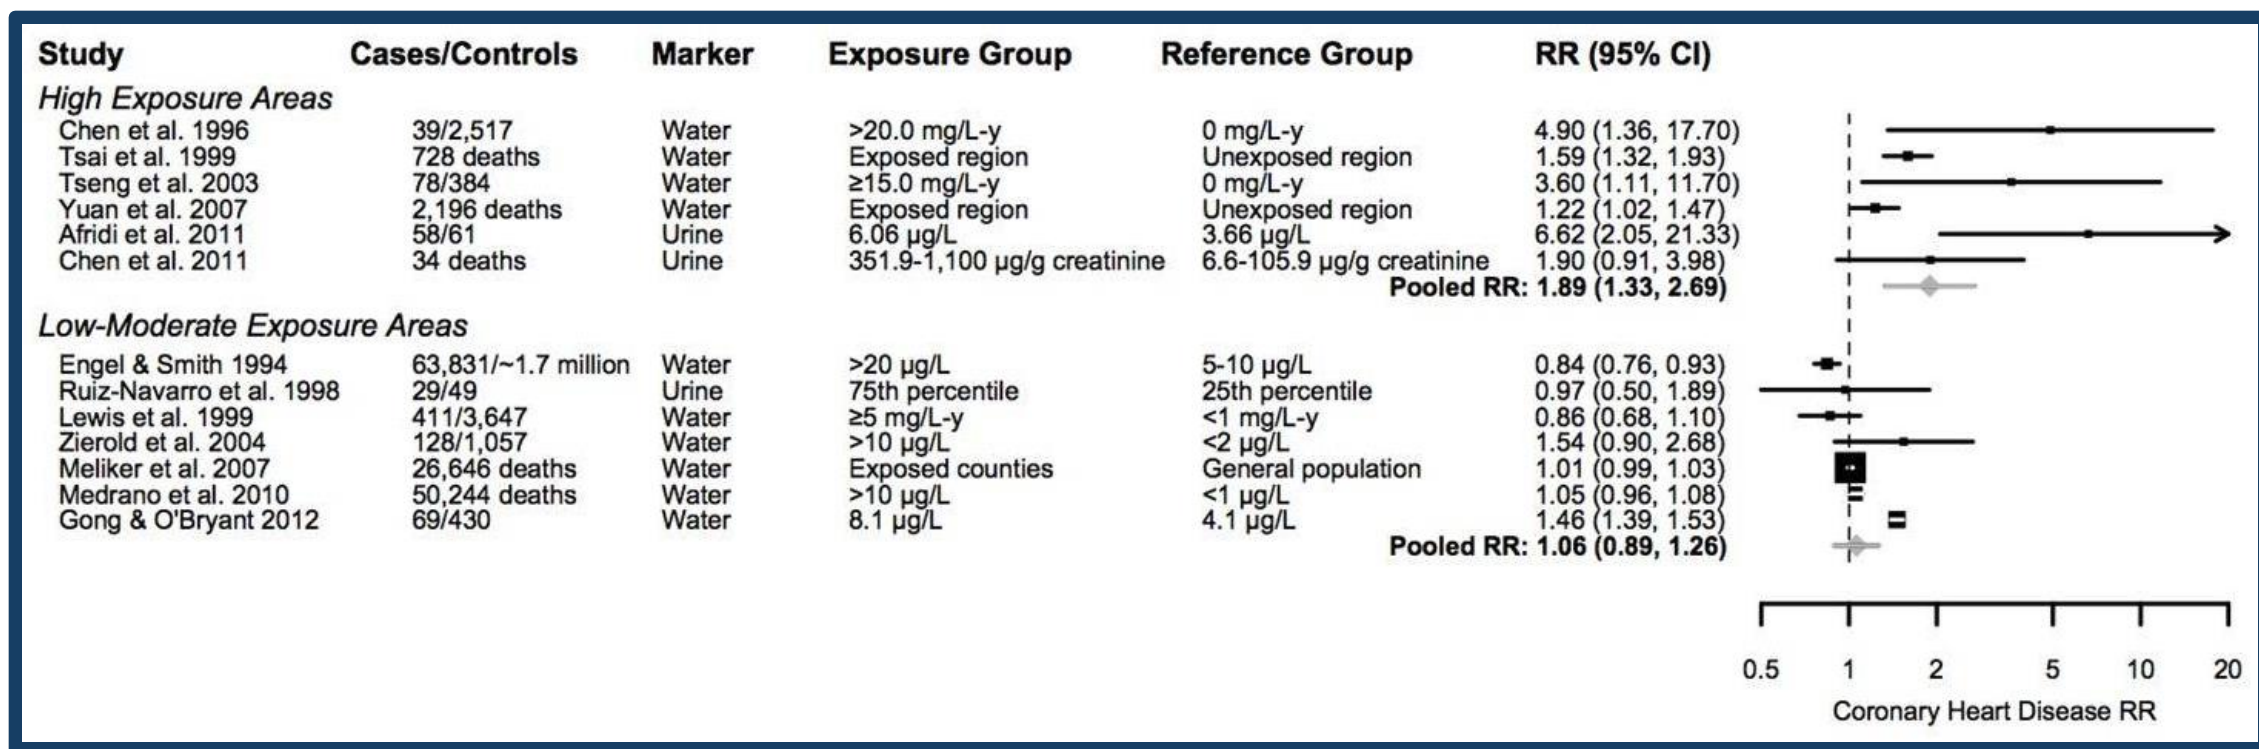 Study Cases/Controls Marker Exposure Group Reference Group RR (95% CI)
High Exposure Areas
Chen et al. 1996 39/2,517 Water >20.0 mg/L-y 0 mg/L-y 4.90 (1.36, 17.70)
Tsai et al. 1999 728 deaths Water Exposed region Unexposed region 1.59 (1.32, 1.93)
Tseng et al. 2003 78/384 Water ≥15.0 mg/L-y 0 mg/L-y 3.60 (1.11, 11.70)
Yuan et al. 2007 2,196 deaths Water Exposed region Unexposed region 1.22 (1.02, 1.47)
Afridi et al. 2011 58/61 Urine 6.06 µg/L 3.66 µg/L 6.62 (2.05, 21.33)
Chen et al. 2011 34 deaths Urine 351.9-1,100 µg/g creatinine 6.6-105.9 µg/g creatinine 1.90 (0.91, 3.98)
Pooled RR: 1.89 (1.33, 2.69)
Low-Moderate Exposure Areas
Engel & Smith 1994 63,831/~1.7 million Water >20 µg/L 5-10 µg/L 0.84 (0.76, 0.93)
Ruiz-Navarro et al. 1998 29/49 Urine 75th percentile 25th percentile 0.97 (0.50, 1.89)
Lewis et al. 1999 411/3,647 Water ≥5 mg/L-y <1 mg/L-y 0.86 (0.68, 1.10)
Zierold et al. 2004 128/1,057 Water >10 µg/L <2 µg/L 1.54 (0.90, 2.68)
Meliker et al. 2007 26,646 deaths Water Exposed counties General population 1.01 (0.99, 1.03)
Medrano et al. 2010 50,244 deaths Water >10 µg/L <1 µg/L 1.05 (0.96, 1.08)
Gong & O'Bryant 2012 69/430 Water 8.1 µg/L 4.1 µg/L 1.46 (1.39, 1.53)
Pooled RR: 1.06 (0.89, 1.26)
0.5 1 2 5 10 20
Coronary Heart Disease RR